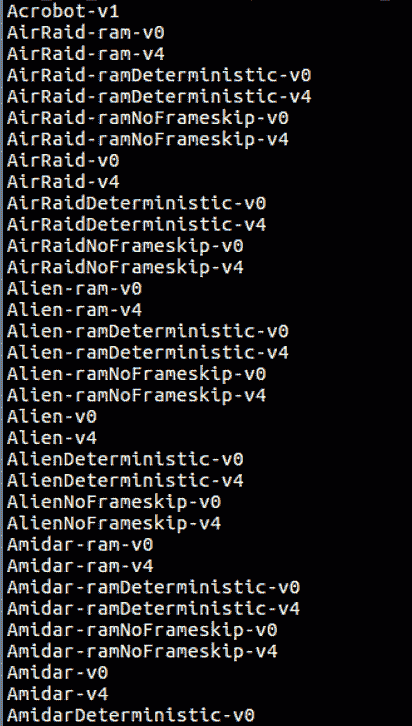 Acrobot-v1
AirRaid-ram-v0
AirRaid-ram-v4
AirRaid-ramDeterministic-v0
AirRaid-ramDeterministic-v4
AirRaid-ramNoFrameskip-v0
AirRaid-ramNoFrameskip-v4
AirRaid-v0
AirRaid-v4
AirRaidDeterministic-v0
AirRaidDeterministic-v4
AirRaidNoFrameskip-v0
AirRaidNoFrameskip-v4
Alien-ram-v0
Alien-ram-v4
Alien-ramDeterministic-v0
Alien-ramDeterministic-v4
Alien-ramNoFrameskip-v0
Alien-ramNoFrameskip-v4
Alien-v0
Alien-v4
AlienDeterministic-v0
AlienDeterministic-v4
AlienNoFrameskip-v0
AlienNoFrameskip-v4
Amidar-ram-v0
Amidar-ram-v4
Amidar-ramDeterministic-v0
Amidar-ramDeterministic-v4
Amidar-ramNoFrameskip-v0
Amidar-ramNoFrameskip-v4
Amidar-v0
Amidar-v4
AmidarDeterministic-v0